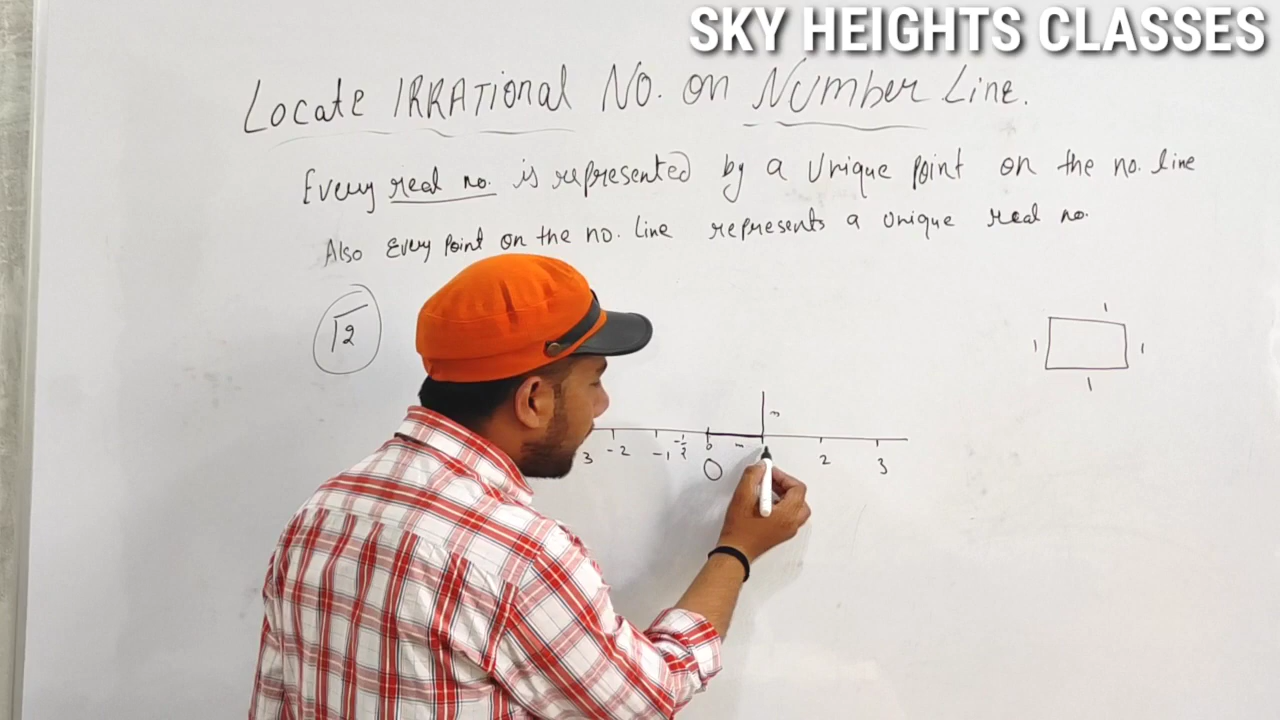 SKY HEIGHTS CLASSES
Locate IRRATional No. on Number Line.
Every real no. is represented by a Unique Point on the no. line
Also Every Point on the no. line represents a unique real no.
√2
1
1 1
1
3 -2 -1 -1/2 0 2 3
O